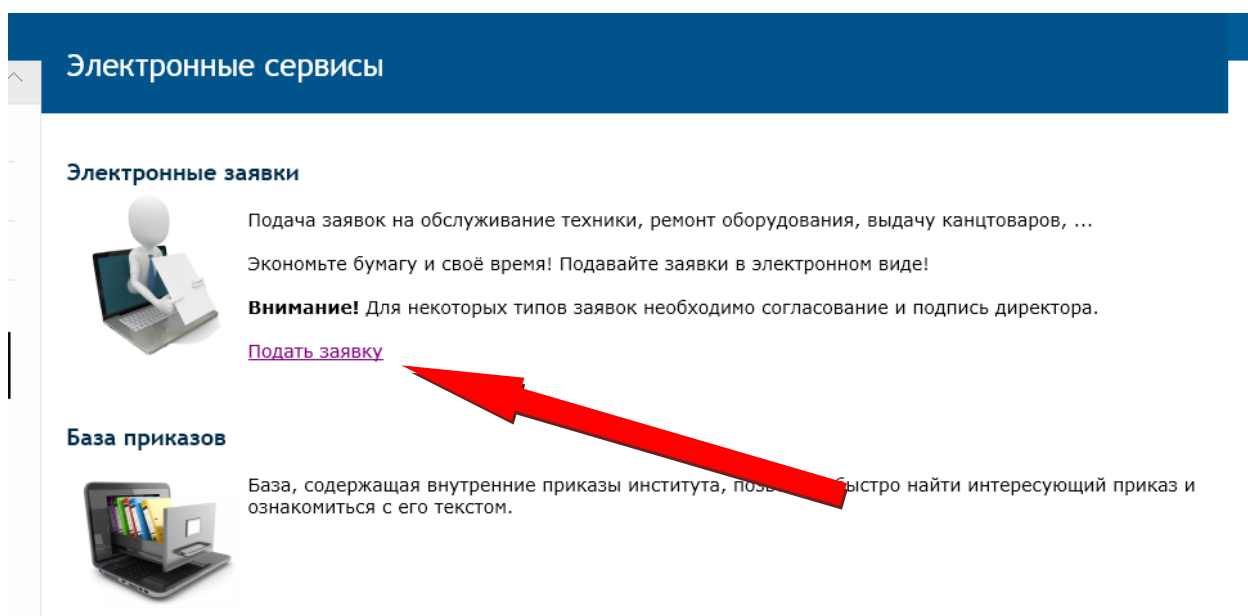 Электронные сервисы
Электронные заявки
Подача заявок на обслуживание техники, ремонт оборудования, выдачу канцтоваров, ...
Экономьте бумагу и своё время! Подавайте заявки в электронном виде!
Внимание! Для некоторых типов заявок необходимо согласование и подпись директора.
Подать заявку
База приказов
База, содержащая внутренние приказы института, быстро найти интересующий приказ и
ознакомиться с его текстом.